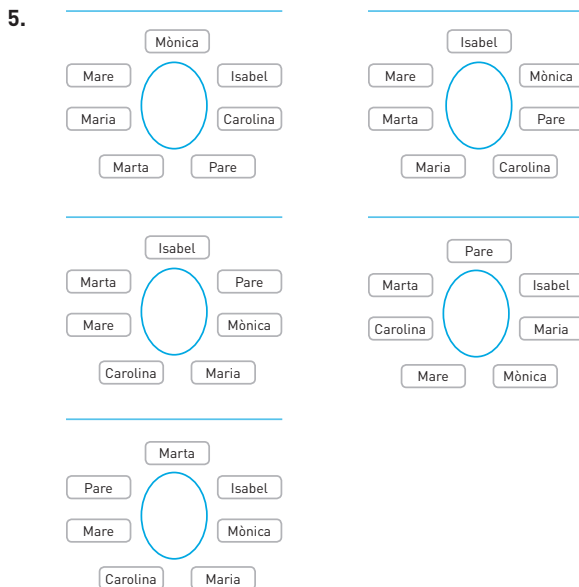 5.
Mònica
Mare Isabel
Maria Carolina
Marta Pare
Isabel
Mare Mònica
Marta Pare
Maria Carolina
Isabel
Marta Pare
Mare Mònica
Carolina Maria
Pare
Marta Isabel
Carolina Maria
Mare Mònica
Marta
Pare Isabel
Mare Mònica
Carolina Maria